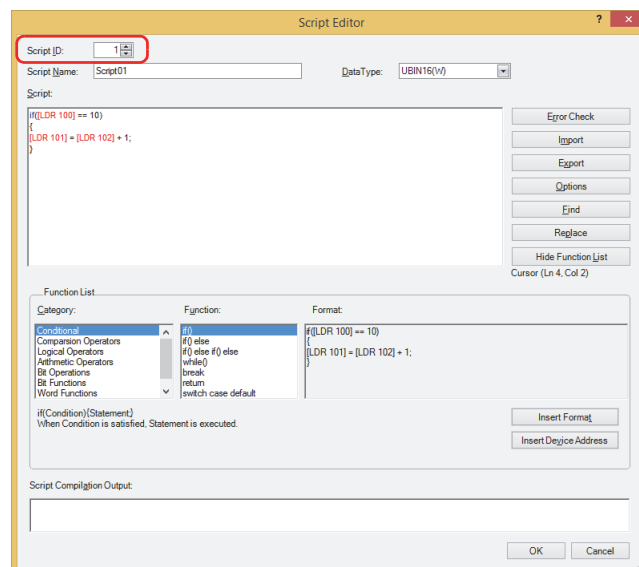 Script Editor
? ×
Script ID: 1
Script Name: Script01 DataType: UBIN16(W)
Script:
if([LDR 100] == 10)
{
[LDR 101] = [LDR 102] + 1;
}
Error Check
Import
Export
Options
Find
Replace
Hide Function List
Cursor (Ln 4, Col 2)
Function List
Category: Function: Format:
Conditional
Comparsion Operators
Logical Operators
Arithmetic Operators
Bit Operations
Bit Functions
Word Functions
if()
if() else
if() else if() else
while()
break
return
switch case default
if([LDR 100] == 10)
{
[LDR 101] = [LDR 102] + 1;
}
if(Condition){Statement;}
When Condition is satisfied, Statement is executed.
Insert Format
Insert Device Address
Script Compilation Output:
OK Cancel